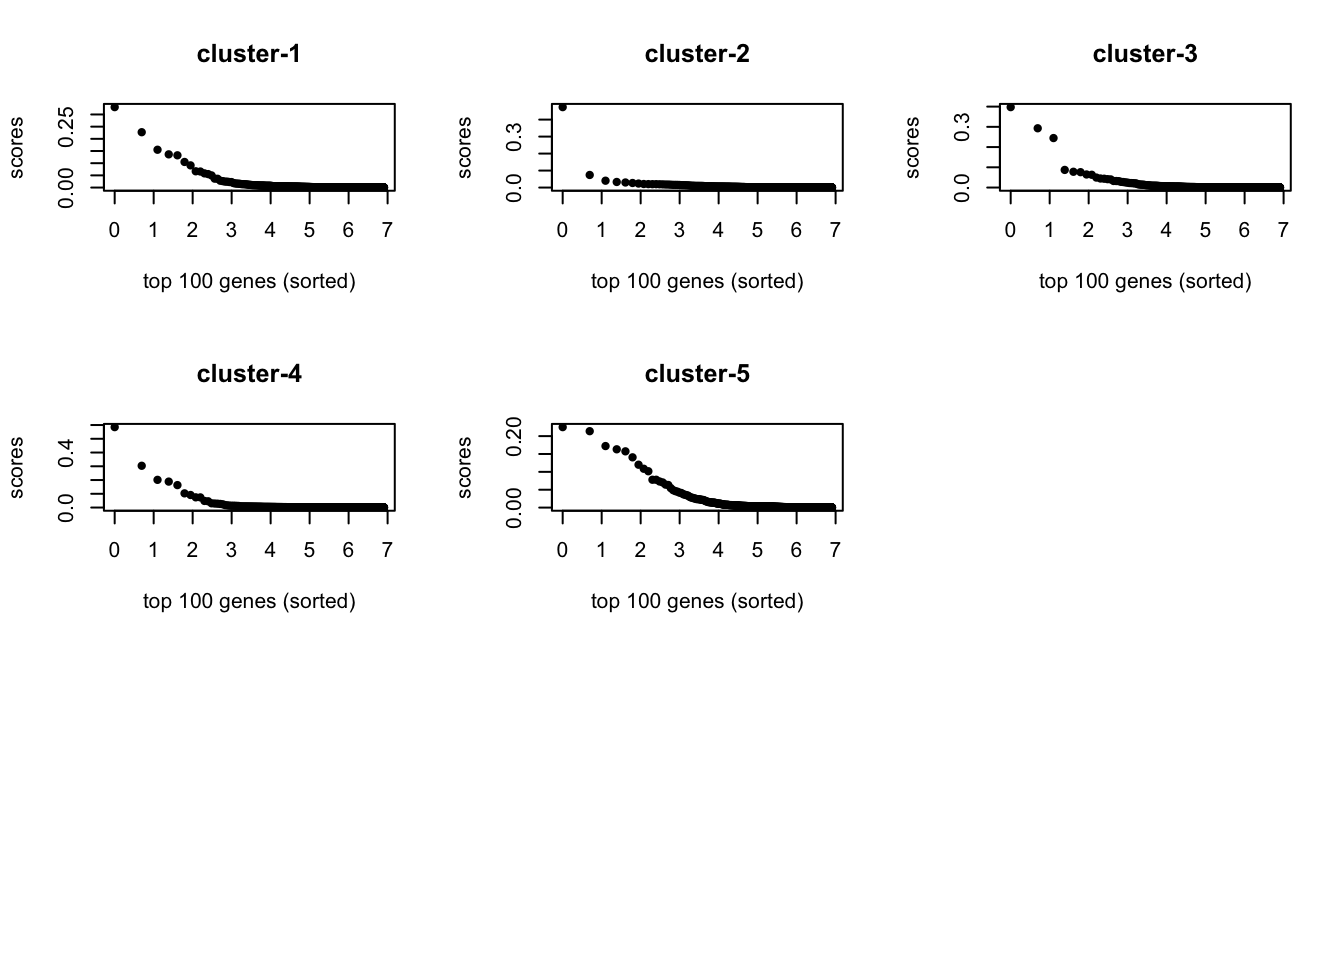 cluster-1
scores
0.25
0.00
0 1 2 3 4 5 6 7
top 100 genes (sorted)
cluster-2
scores
0.3
0.0
0 1 2 3 4 5 6 7
top 100 genes (sorted)
cluster-3
scores
0.3
0.0
0 1 2 3 4 5 6 7
top 100 genes (sorted)
cluster-4
scores
0.4
0.0
0 1 2 3 4 5 6 7
top 100 genes (sorted)
cluster-5
scores
0.20
0.00
0 1 2 3 4 5 6 7
top 100 genes (sorted)